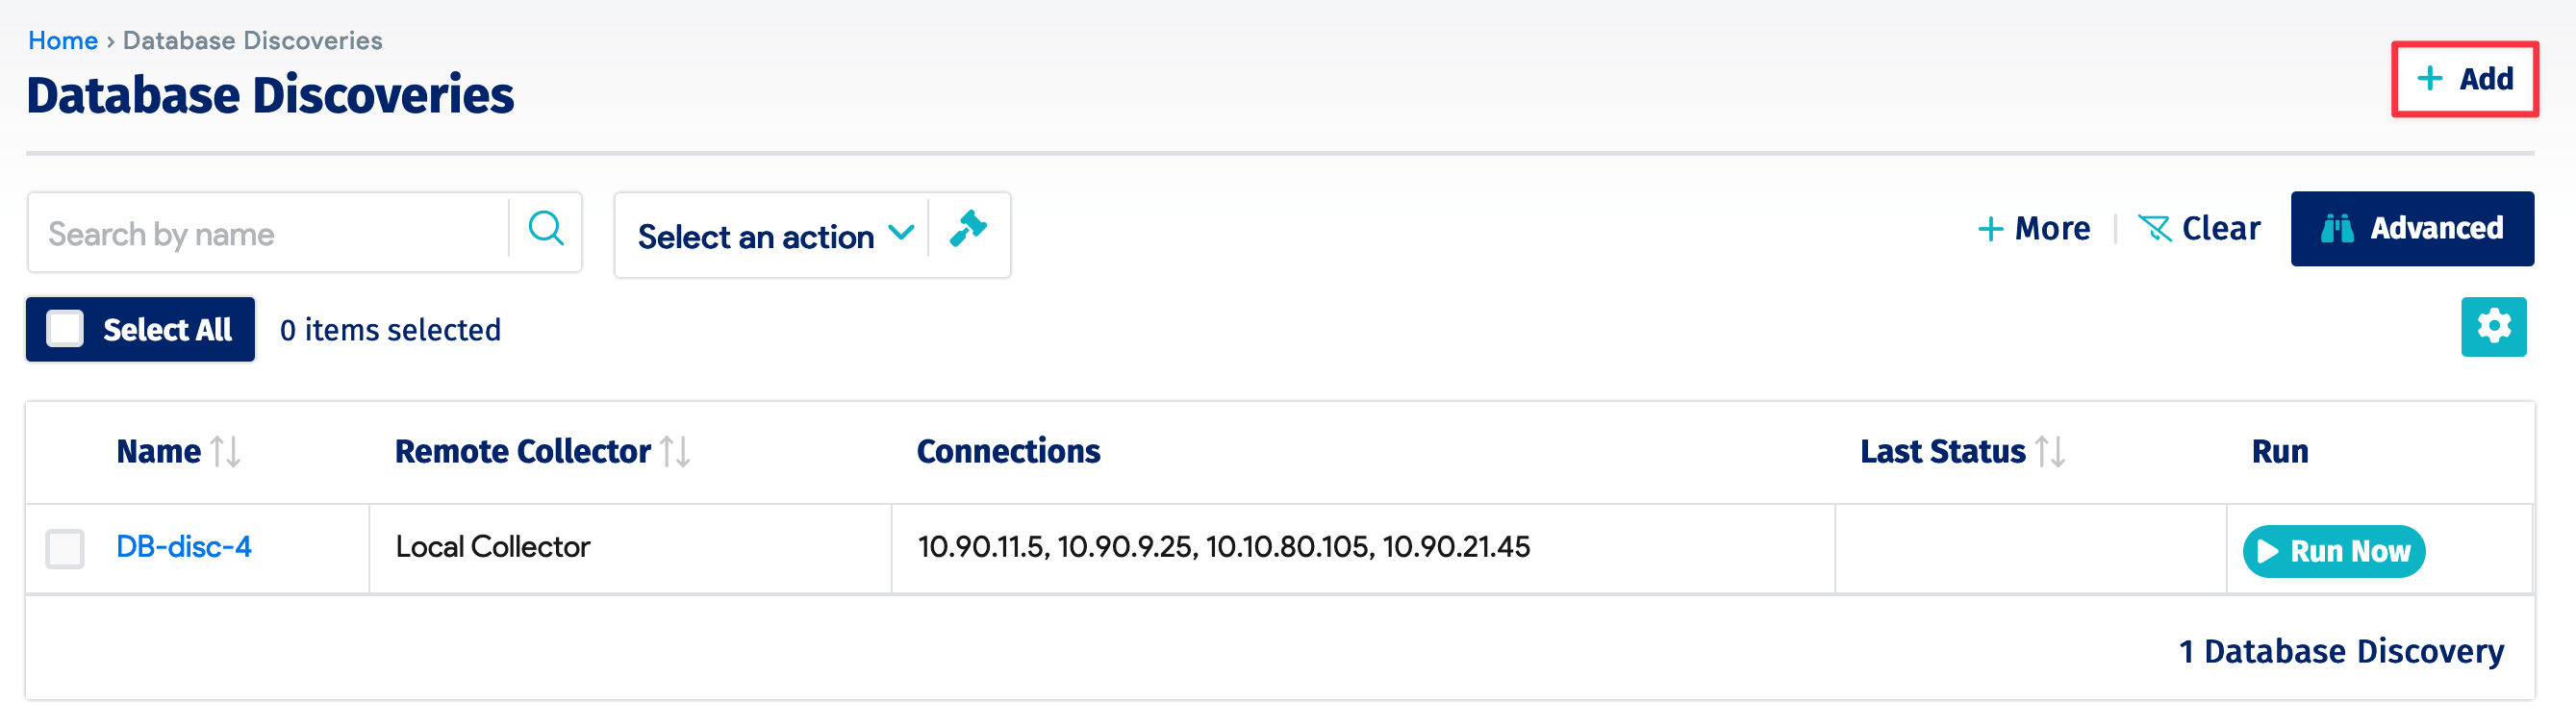 Home › Database Discoveries
Database Discoveries
+ Add
Search by name
Select an action
+ More
Clear
Advanced
Select All
0 items selected
Name
Remote Collector
Connections
Last Status
Run
DB-disc-4
Local Collector
10.90.11.5, 10.90.9.25, 10.10.80.105, 10.90.21.45
Run Now
1 Database Discovery